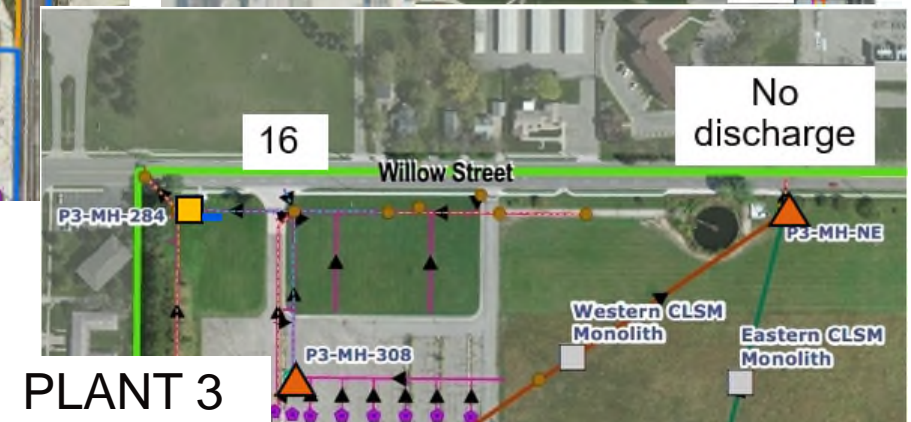 No
discharge
16
Willow Street
P3-MH-284
P3-MH-NE
Western CLSM
Monolith
Eastern CLSM
Monolith
P3-MH-308
PLANT 3